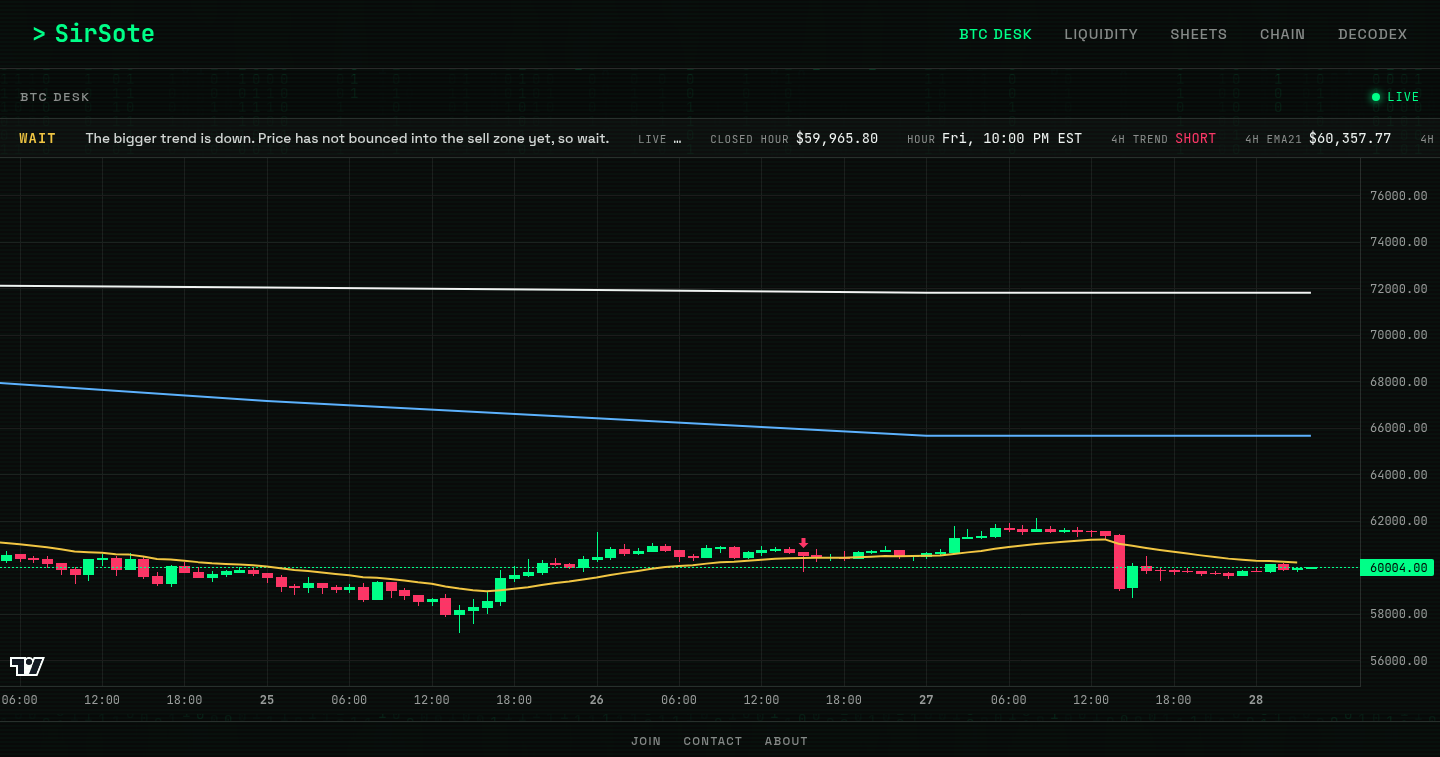 > SirSote
BTC DESK LIQUIDITY SHEETS CHAIN DECODEX
BTC DESK
LIVE
WAIT The bigger trend is down. Price has not bounced into the sell zone yet, so wait. LIVE … CLOSED HOUR $59,965.80 HOUR Fri, 10:00 PM EST 4H TREND SHORT 4H EMA21 $60,357.77 4H
76000.00
74000.00
72000.00
70000.00
68000.00
66000.00
64000.00
62000.00
60004.00
58000.00
56000.00
06:00 12:00 18:00 25 06:00 12:00 18:00 26 06:00 12:00 18:00 27 06:00 12:00 18:00 28
JOIN CONTACT ABOUT